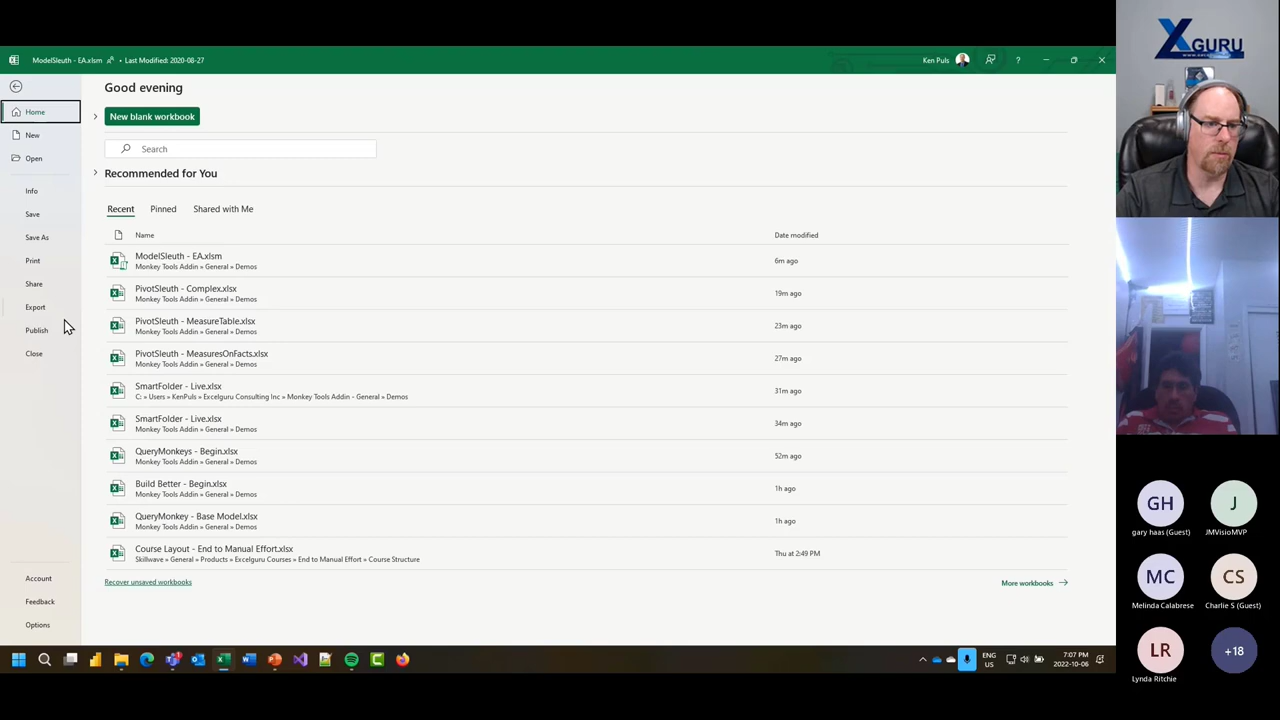 ModelSleuth - EA.xlsm • Last Modified: 2020-08-27
Ken Puls
?
Good evening
Home
New
Open
Info
Save
Save As
Print
Share
Export
Publish
Close
Account
Feedback
Options
New blank workbook
Search
Recommended for You
Recent Pinned Shared with Me
Name Date modified
ModelSleuth - EA.xlsm 6m ago
Monkey Tools Addin » General » Demos
PivotSleuth - Complex.xlsx 19m ago
Monkey Tools Addin » General » Demos
PivotSleuth - MeasureTable.xlsx 23m ago
Monkey Tools Addin » General » Demos
PivotSleuth - MeasuresOnFacts.xlsx 27m ago
Monkey Tools Addin » General » Demos
SmartFolder - Live.xlsx 31m ago
C: » Users » KenPuls » Excelguru Consulting Inc » Monkey Tools Addin - General » Demos
SmartFolder - Live.xlsx 34m ago
Monkey Tools Addin » General » Demos
QueryMonkeys - Begin.xlsx 52m ago
Monkey Tools Addin » General » Demos
Build Better - Begin.xlsx 1h ago
Monkey Tools Addin » General » Demos
QueryMonkey - Base Model.xlsx 1h ago
Monkey Tools Addin » General » Demos
Course Layout - End to Manual Effort.xlsx Thu at 2:49 PM
Skillwave » General » Products » Excelguru Courses » End to Manual Effort » Course Structure
Recover unsaved workbooks
More workbooks
ENG
US
7:07 PM
2022-10-06
XGURU
GH
gary haas (Guest)
J
JMVisioMVP
MC
Melinda Calabrese
CS
Charlie S (Guest)
LR
Lynda Ritchie
+18